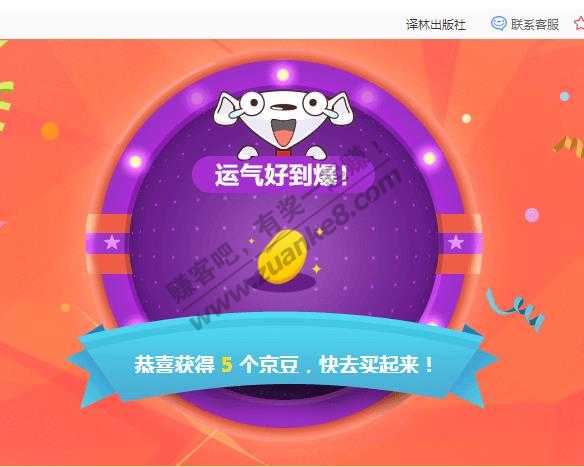 译林出版社 联系客服
运气好到爆！
赚客吧，有奖一起赚！
www.zuanke8.com
恭喜获得 5 个京豆，快去买起来！